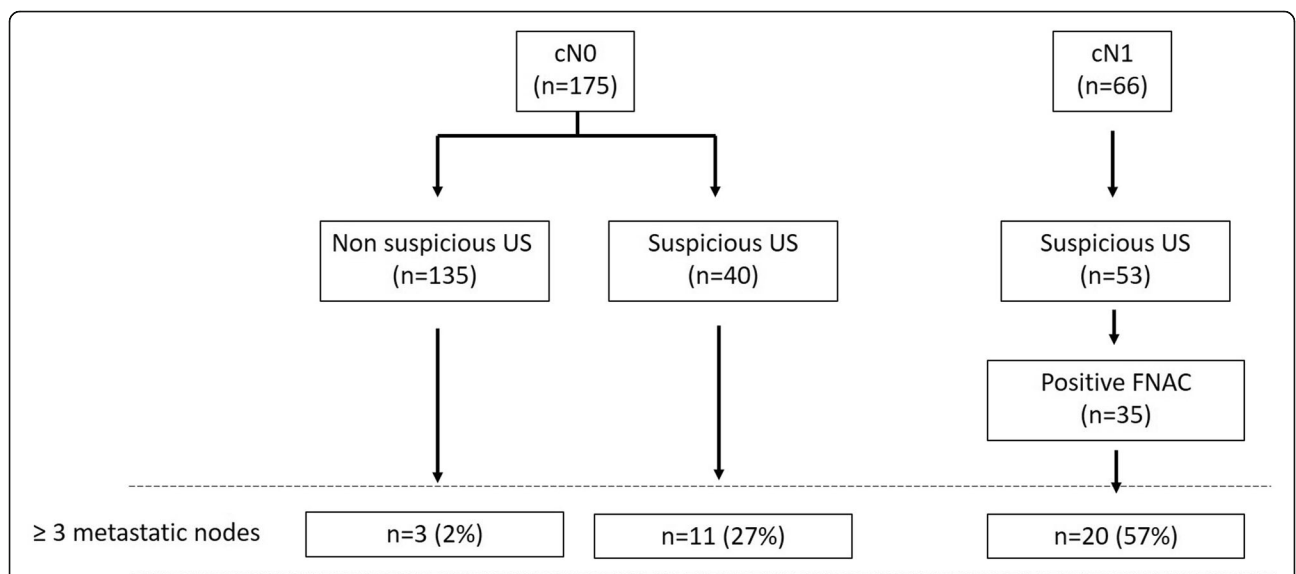 cN0
(n=175)
cN1
(n=66)
Non suspicious US
(n=135)
Suspicious US
(n=40)
Suspicious US
(n=53)
Positive FNAC
(n=35)
≥ 3 metastatic nodes
n=3 (2%)
n=11 (27%)
n=20 (57%)